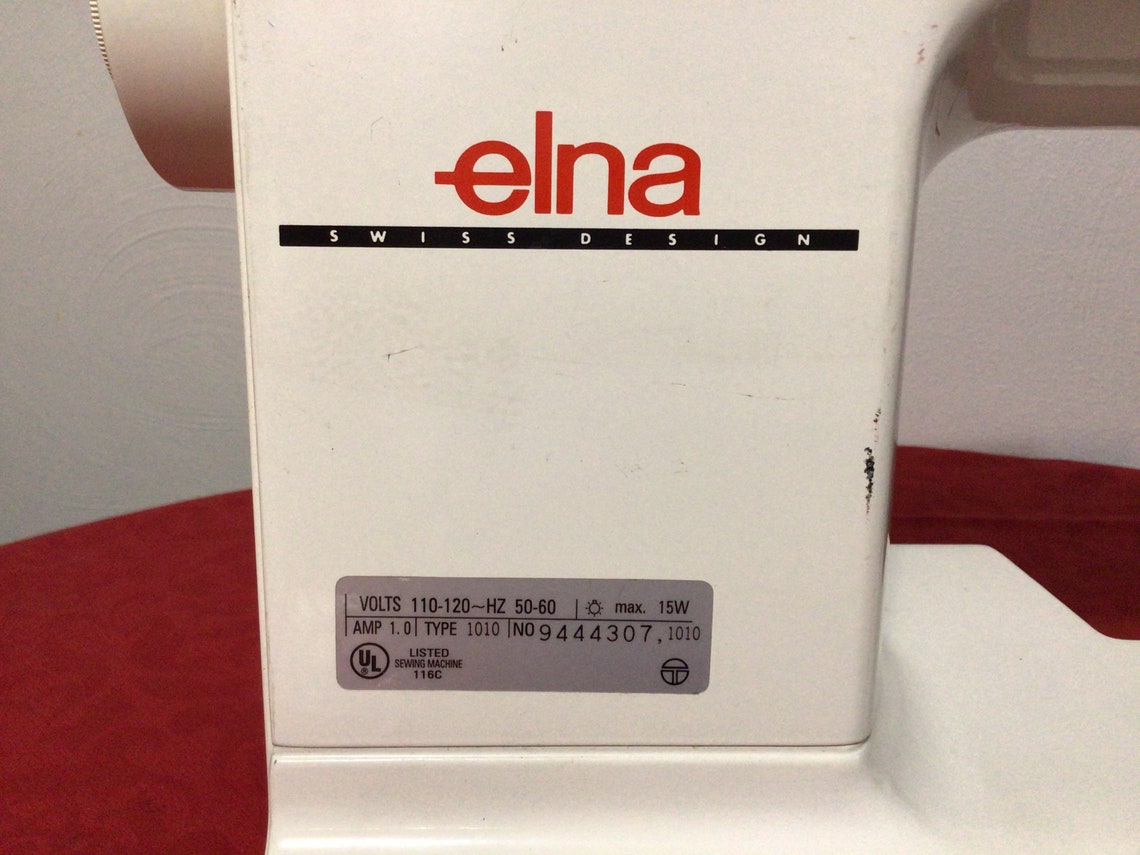 elna
SWISS DESIGN
VOLTS 110-120~HZ 50-60 max. 15W
AMP 1.0 TYPE 1010 NO 9444307,1010
UL ®
LISTED
SEWING MACHINE
116C